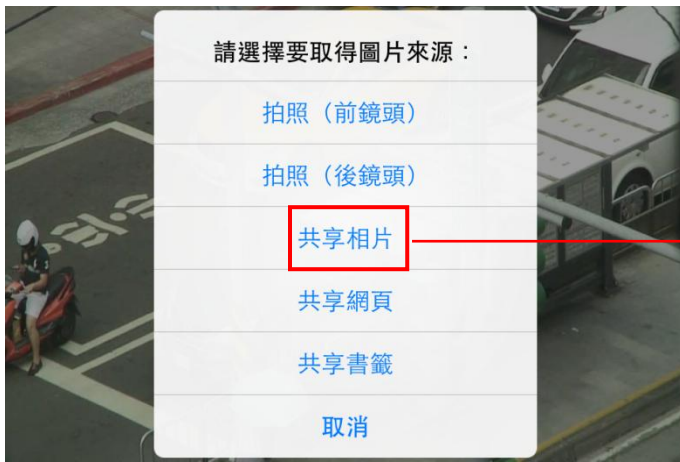 請選擇要取得圖片來源：
拍照（前鏡頭）
拍照（後鏡頭）
共享相片
共享網頁
共享書籤
取消